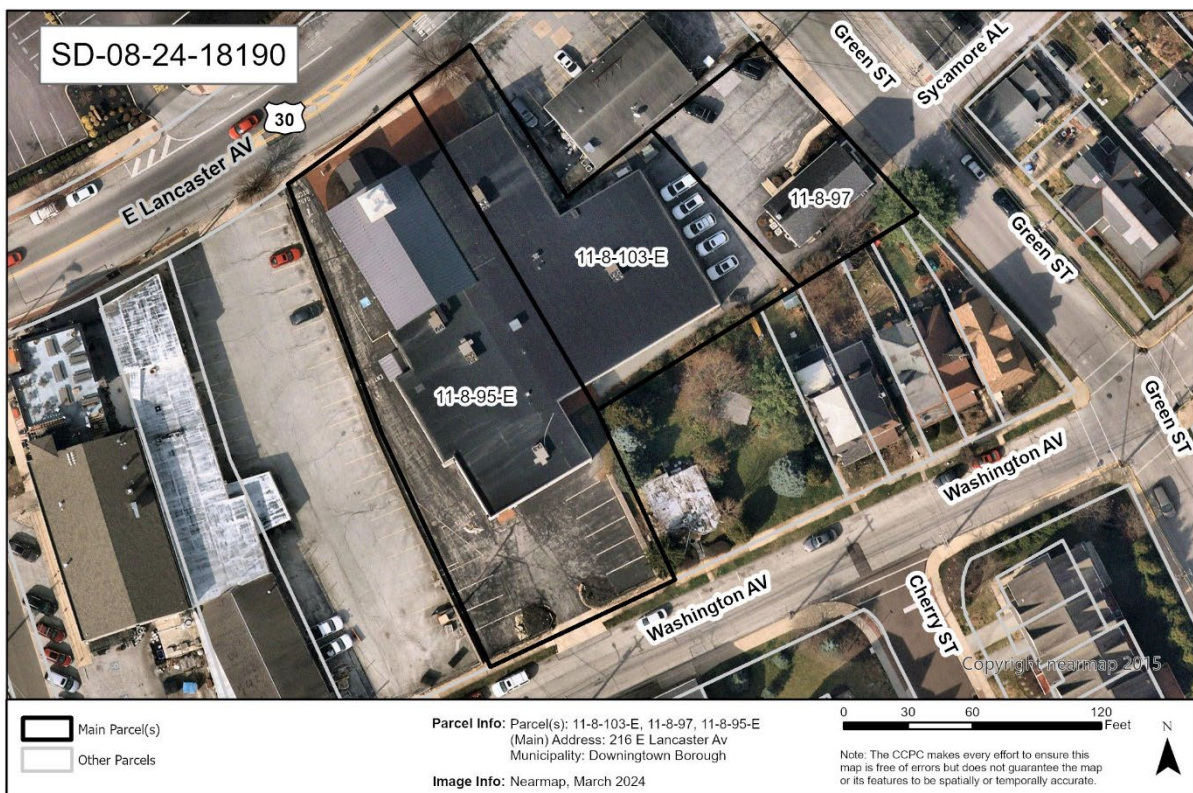 SD-08-24-18190
30
E Lancaster AV
Green ST
Sycamore AL
11-8-97
11-8-103-E
Green ST
11-8-95-E
Green ST
Washington AV
Washington AV
Cherry ST
Copyright nearmap 2015
Main Parcel(s)
Other Parcels
Parcel Info: Parcel(s): 11-8-103-E, 11-8-97, 11-8-95-E
(Main) Address: 216 E Lancaster Av
Municipality: Downingtown Borough
Image Info: Nearmap, March 2024
0 30 60 120
Feet
Note: The CCPC makes every effort to ensure this
map is free of errors but does not guarantee the map
or its features to be spatially or temporally accurate.
N